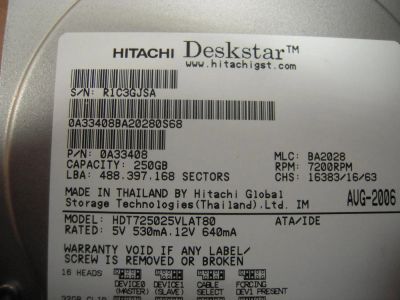 HITACHI Deskstar™
www.hitachigst.com
S/N: R1C3GJSA
0A33408BA20280S68
P/N: 0A33408 MLC: BA2028
CAPACITY: 250GB RPM: 7200RPM
LBA: 488.397.168 SECTORS CHS: 16383/16/63
MADE IN THAILAND BY Hitachi Global
Storage Technologies(Thailand)Ltd. IM AUG-2006
MODEL: HDT725025VLAT80 ATA/IDE
RATED: 5V 530mA.12V 640mA
WARRANTY VOID IF ANY LABEL/
SCREW IS REMOVED OR BROKEN
16 HEADS
DEVICE0 DEVICE1 CABLE FORCING
(MASTER) (SLAVE) SEL DEV1 PRESENT
32GB CLIP